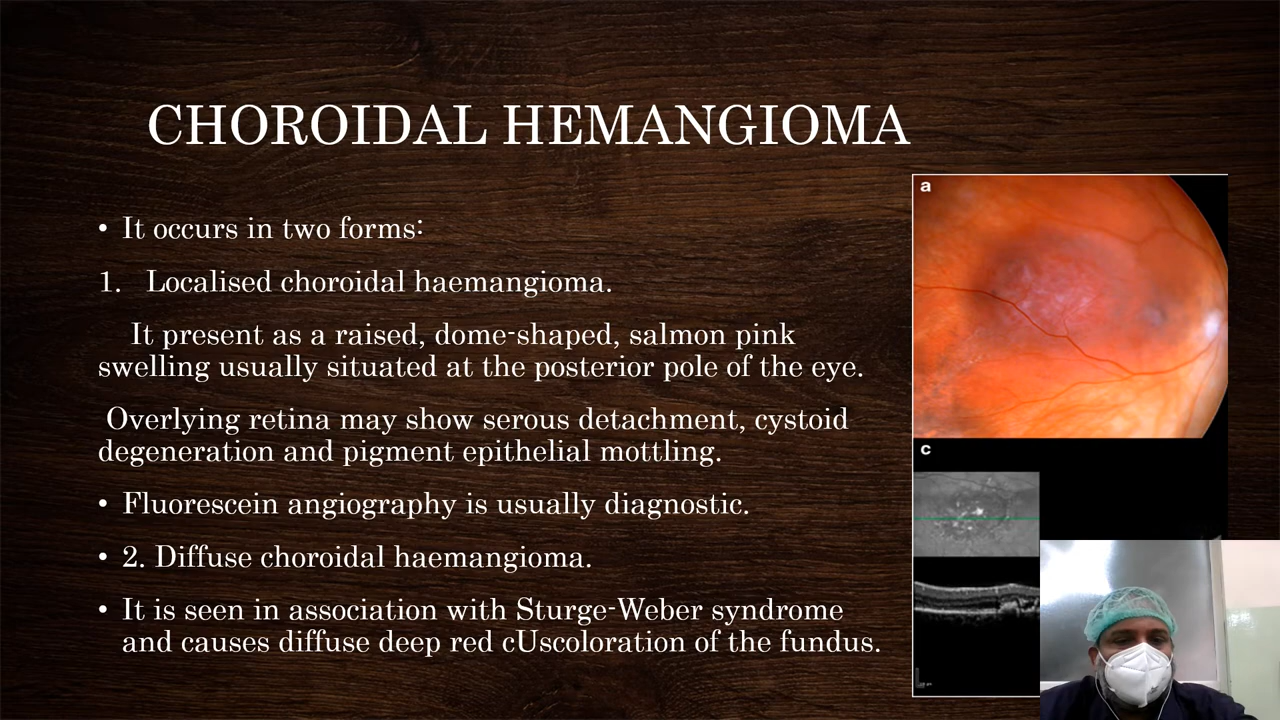 CHOROIDAL HEMANGIOMA
• It occurs in two forms:
1. Localised choroidal haemangioma.
It present as a raised, dome-shaped, salmon pink
swelling usually situated at the posterior pole of the eye.
Overlying retina may show serous detachment, cystoid
degeneration and pigment epithelial mottling.
• Fluorescein angiography is usually diagnostic.
• 2. Diffuse choroidal haemangioma.
• It is seen in association with Sturge-Weber syndrome
and causes diffuse deep red cUscoloration of the fundus.
a
c